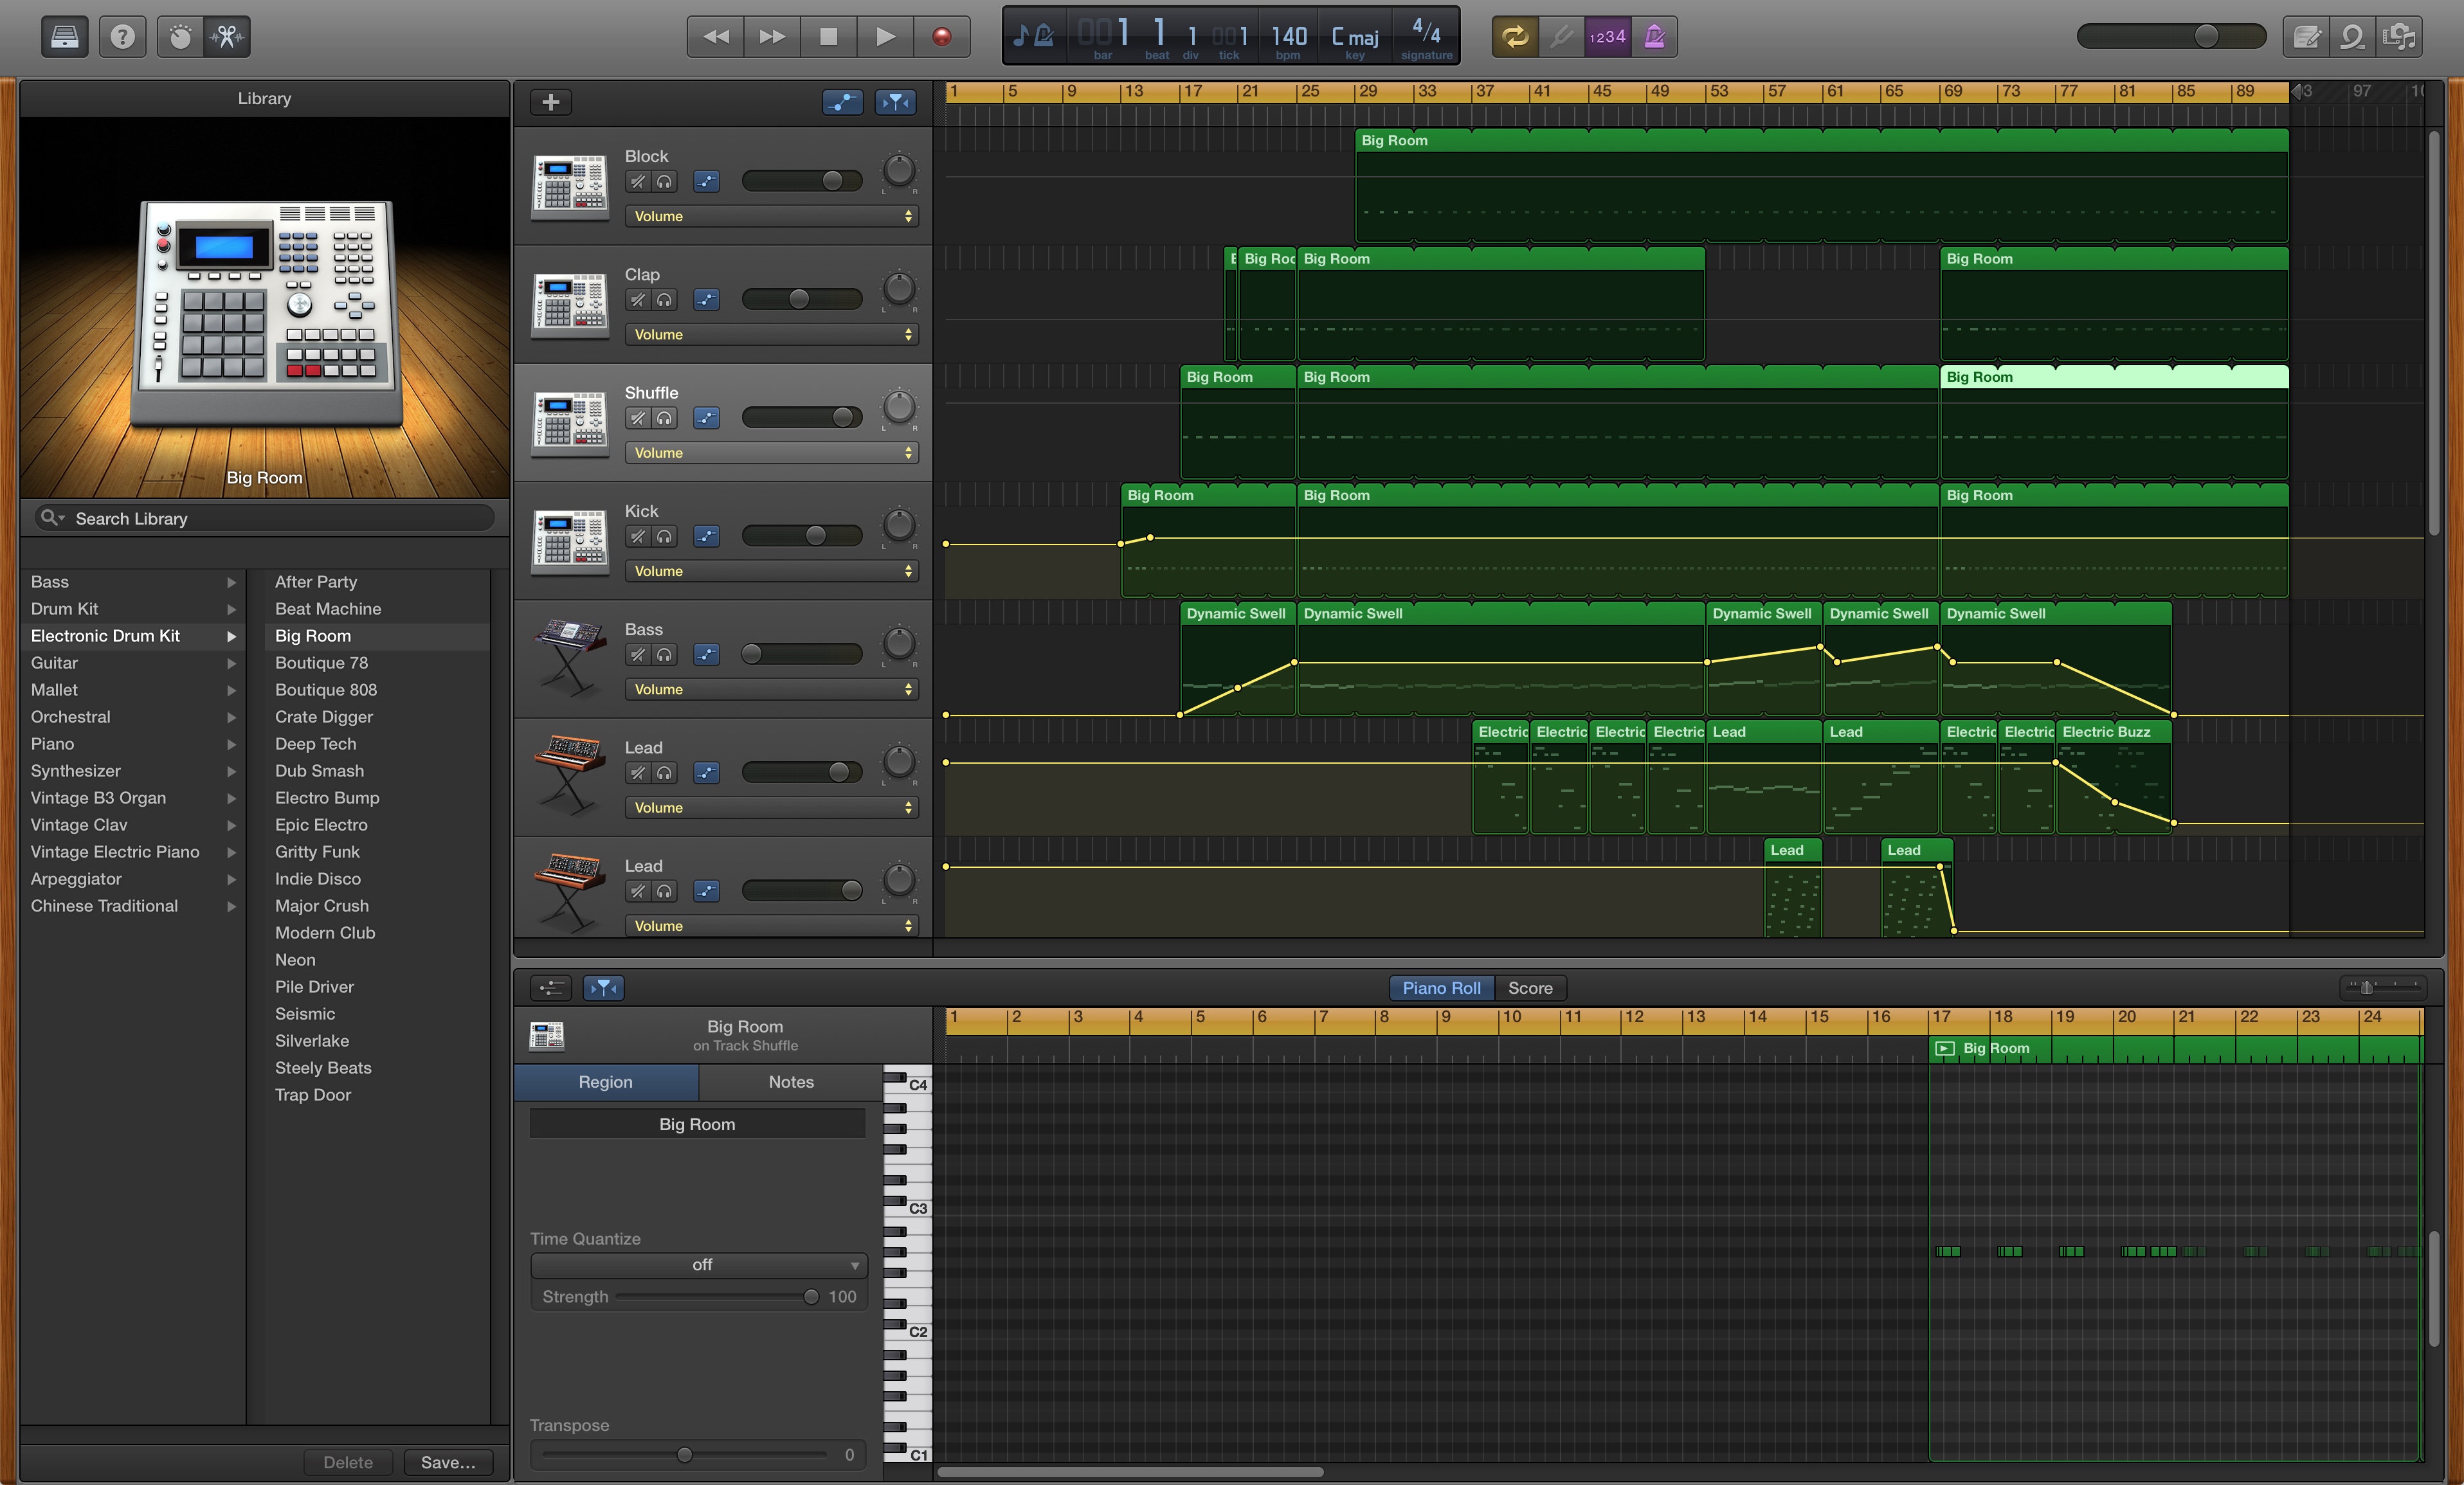 001 1 1 001 140 C maj 4/4
bar beat div tick bpm key signature
1234
Library
Big Room
Search Library
Bass
Drum Kit
Electronic Drum Kit
Guitar
Mallet
Orchestral
Piano
Synthesizer
Vintage B3 Organ
Vintage Clav
Vintage Electric Piano
Arpeggiator
Chinese Traditional
After Party
Beat Machine
Big Room
Boutique 78
Boutique 808
Crate Digger
Deep Tech
Dub Smash
Electro Bump
Epic Electro
Gritty Funk
Indie Disco
Major Crush
Modern Club
Neon
Pile Driver
Seismic
Silverlake
Steely Beats
Trap Door
Delete Save...
1 5 9 13 17 21 25 29 33 37 41 45 49 53 57 61 65 69 73 77 81 85 89 93 97
Block
L R
Volume
Big Room
Clap
L R
Volume
Big Roo Big Room Big Room
Shuffle
L R
Volume
Big Room Big Room Big Room
Kick
L R
Volume
Big Room Big Room Big Room
Bass
L R
Volume
Dynamic Swell Dynamic Swell Dynamic Swell Dynamic Swell Dynamic Swell
Lead
L R
Volume
Electric Electric Electric Electric Lead Lead Electric Electric Electric Buzz
Lead
L R
Volume
Lead Lead
Piano Roll Score
Big Room
on Track Shuffle
1 2 3 4 5 6 7 8 9 10 11 12 13 14 15 16 17 18 19 20 21 22 23 24
Big Room
Region Notes
Big Room
Time Quantize
off
Strength 100
Transpose
0
C4
C3
C2
C1